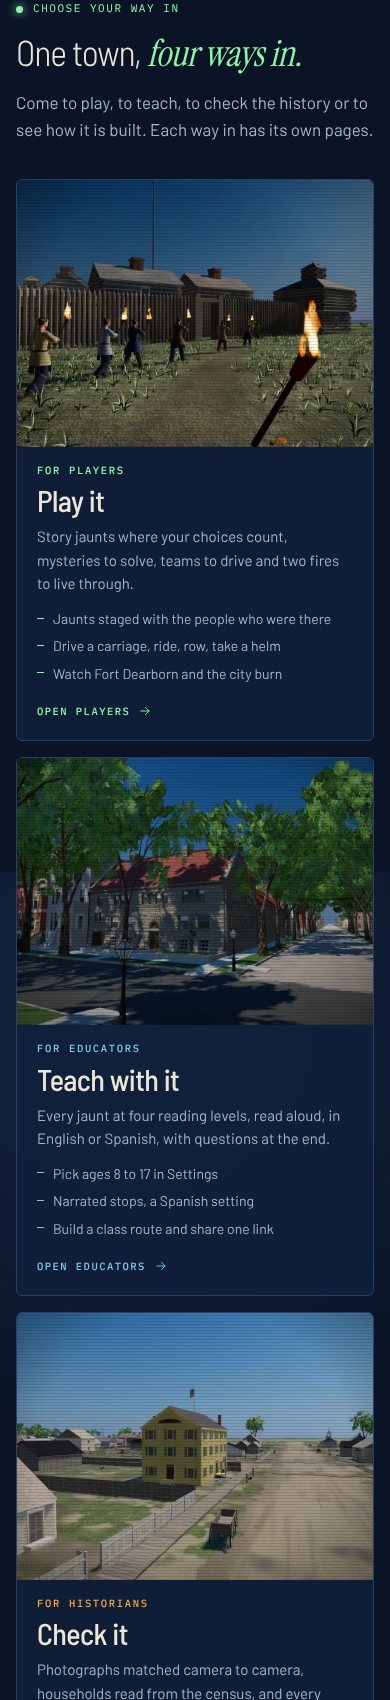 CHOOSE YOUR WAY IN
One town, four ways in.
Come to play, to teach, to check the history or to
see how it is built. Each way in has its own pages.
FOR PLAYERS
Play it
Story jaunts where your choices count,
mysteries to solve, teams to drive and two fires
to live through.
Jaunts staged with the people who were there
Drive a carriage, ride, row, take a helm
Watch Fort Dearborn and the city burn
OPEN PLAYERS →
FOR EDUCATORS
Teach with it
Every jaunt at four reading levels, read aloud, in
English or Spanish, with questions at the end.
Pick ages 8 to 17 in Settings
Narrated stops, a Spanish setting
Build a class route and share one link
OPEN EDUCATORS →
FOR HISTORIANS
Check it
Photographs matched camera to camera,
households read from the census, and every